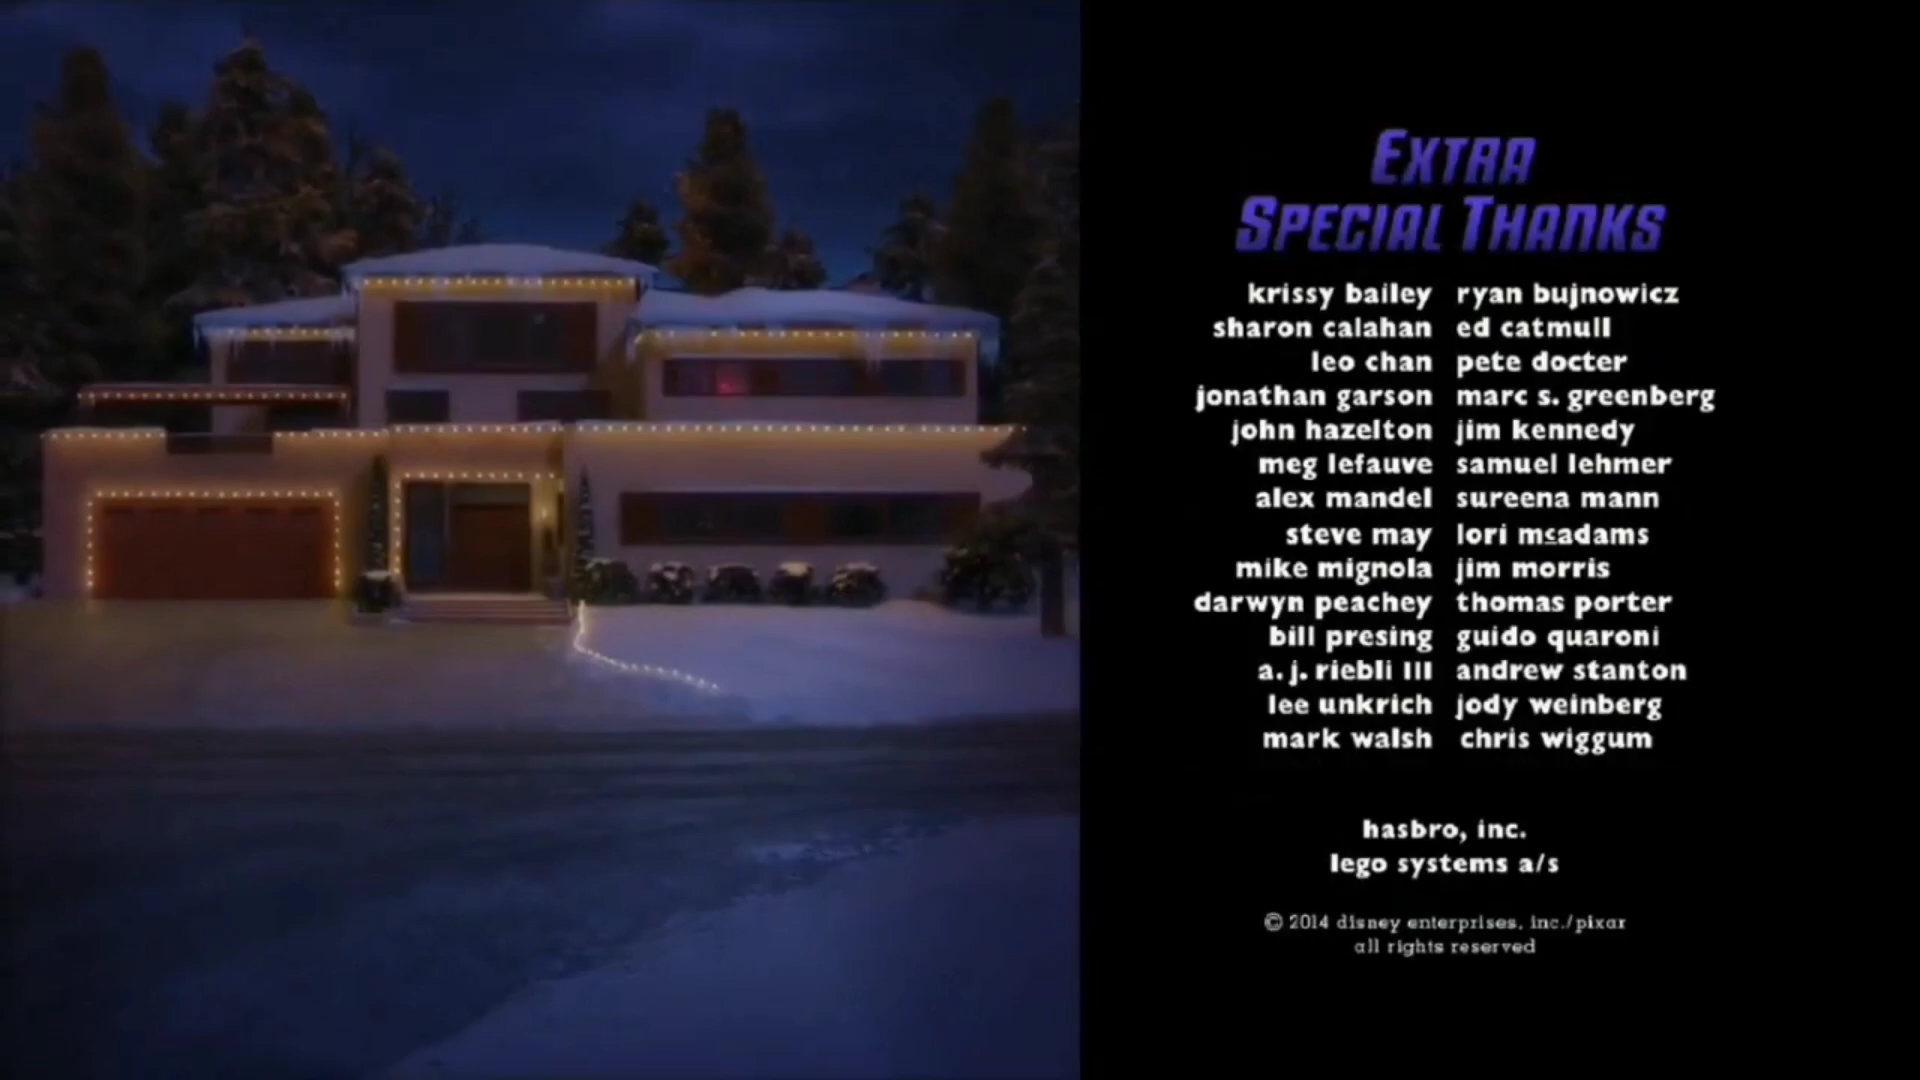 Extra
Special Thanks
krissy bailey ryan bujnowicz
sharon calahan ed catmull
leo chan pete docter
jonathan garson marc s. greenberg
john hazelton jim kennedy
meg lefauve samuel lehmer
alex mandel sureena mann
steve may lori mcadams
mike mignola jim morris
darwyn peachey thomas porter
bill presing guido quaroni
a. j. riebli III andrew stanton
lee unkrich jody weinberg
mark walsh chris wiggum
hasbro, inc.
lego systems a/s
© 2014 disney enterprises, inc./pixar
all rights reserved